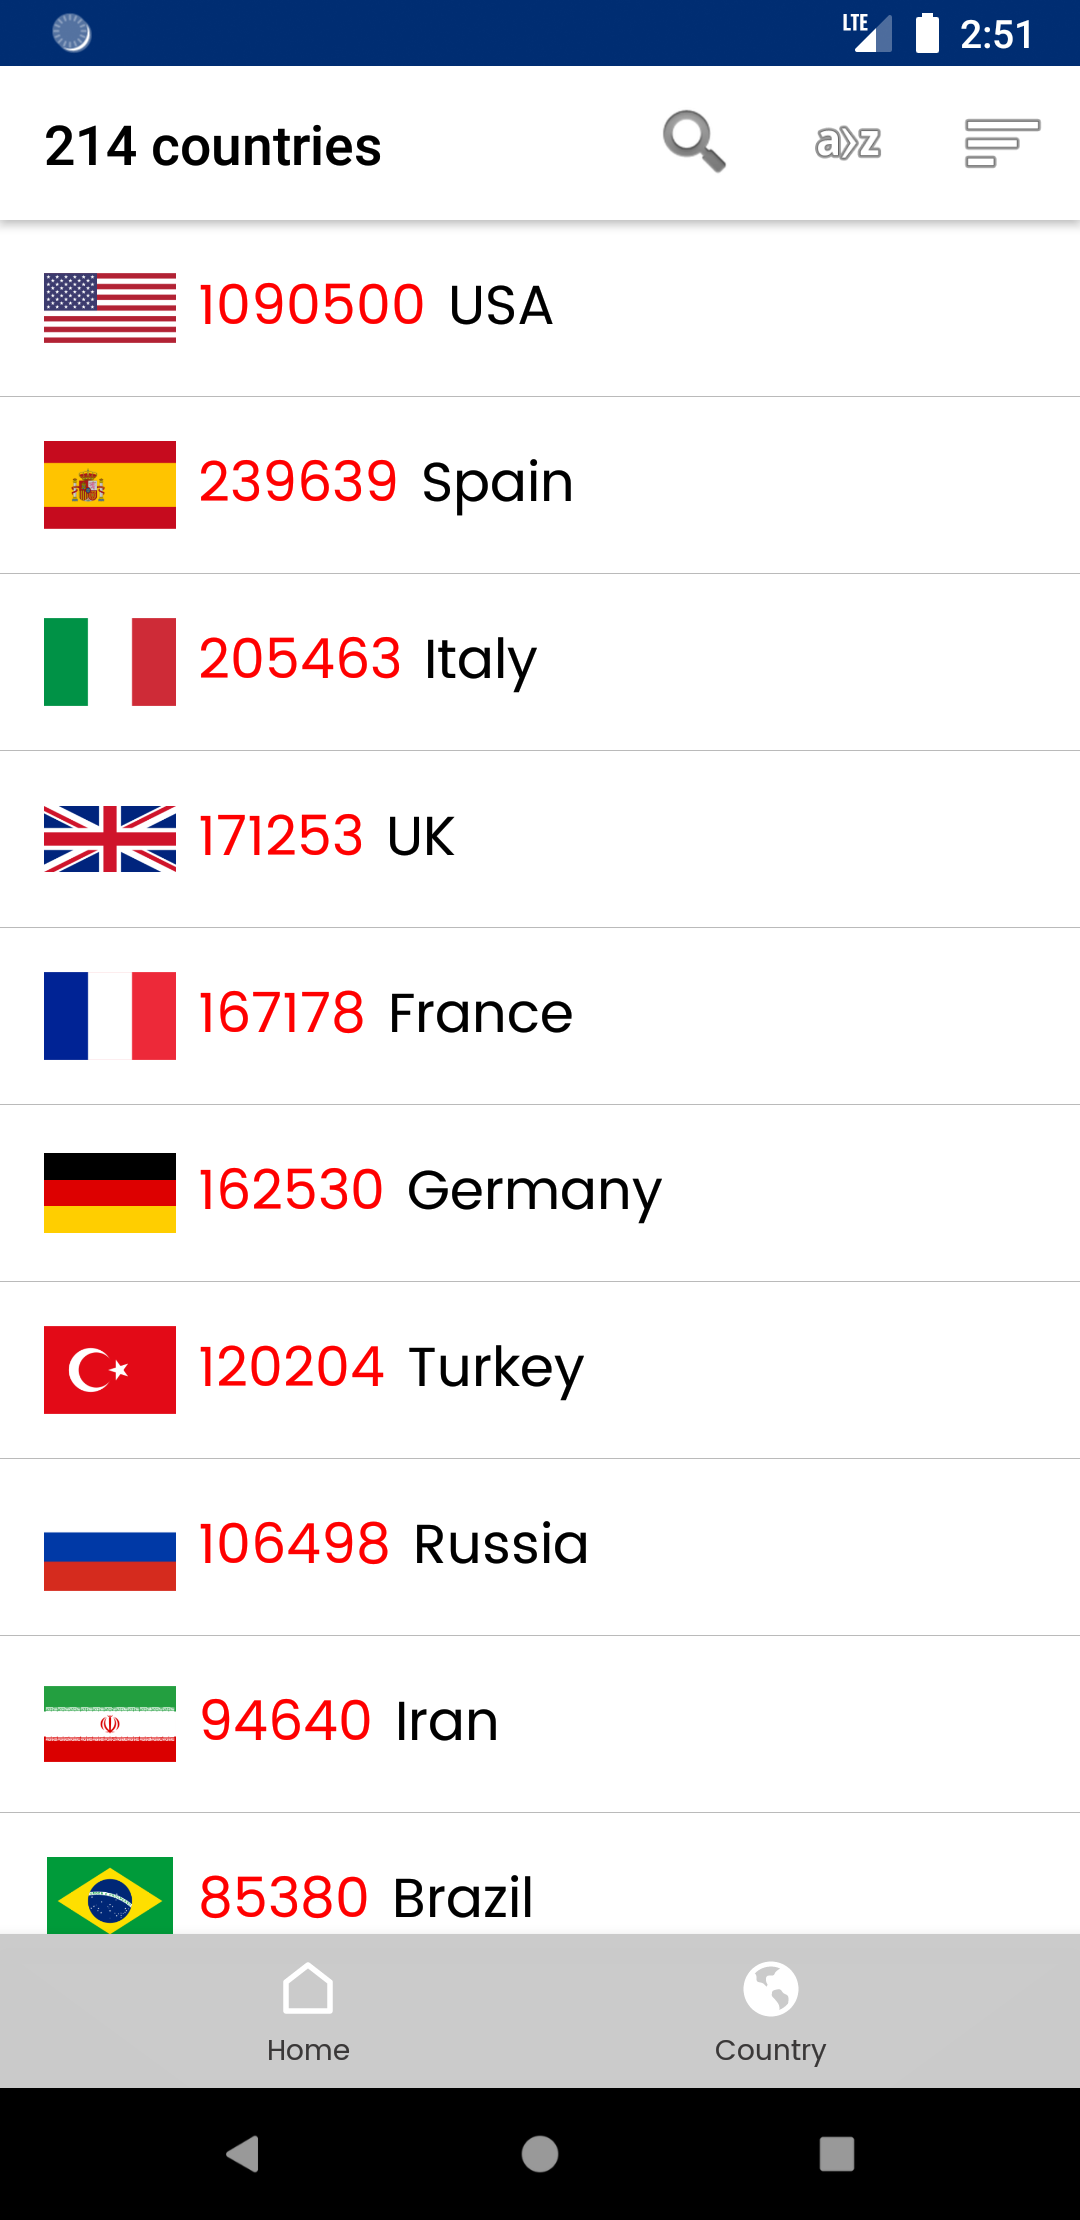 LTE 2:51
214 countries a>z
1090500 USA
239639 Spain
205463 Italy
171253 UK
167178 France
162530 Germany
120204 Turkey
106498 Russia
94640 Iran
85380 Brazil
Home Country